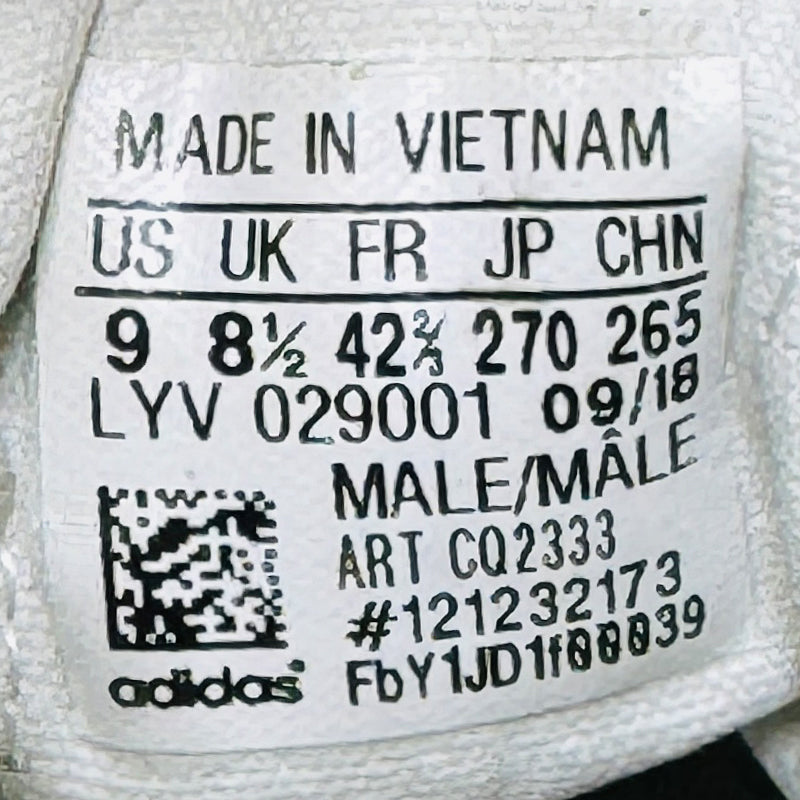 MADE IN VIETNAM
US UK FR JP CHN
9 8½ 42⅔ 270 265
LYV 029001 09/18
MALE/MÂLE
ART CQ2333
#121232173
FbY1JD1f00039
adidas